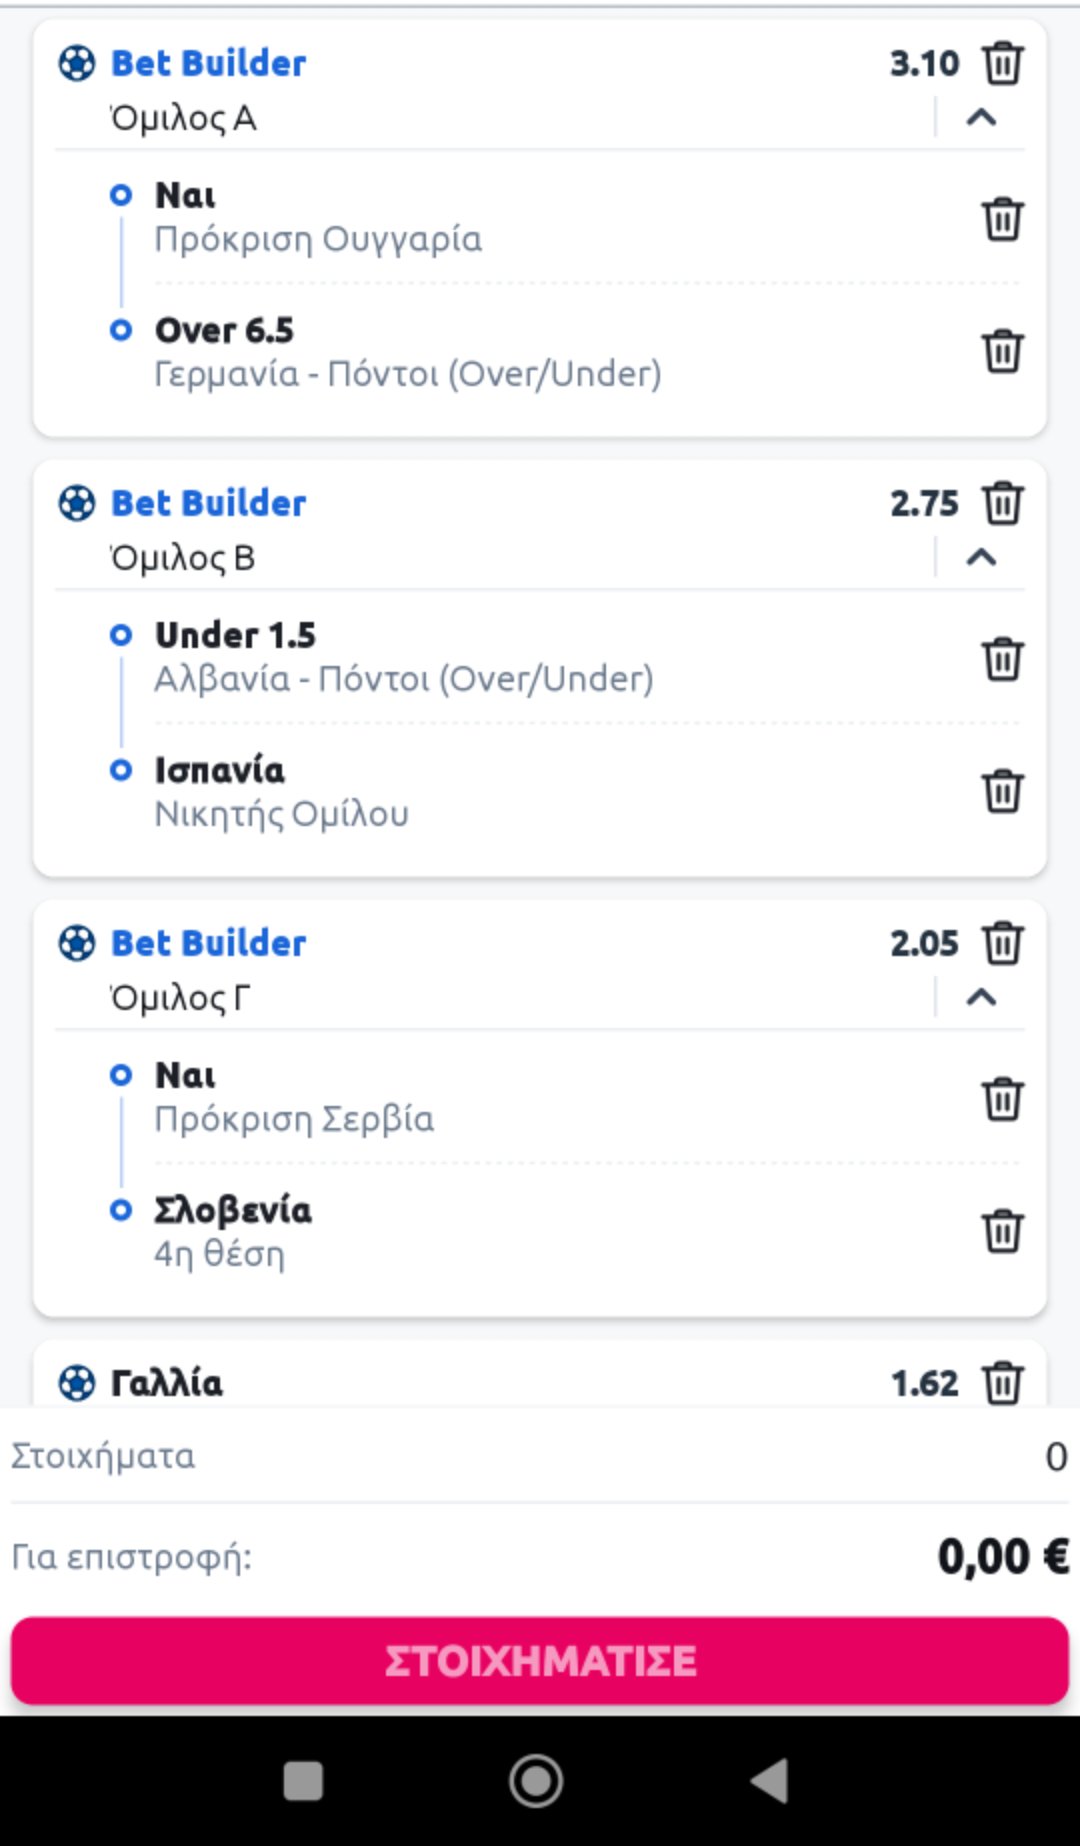 Bet Builder 3.10
Όμιλος Α
Ναι
Πρόκριση Ουγγαρία
Over 6.5
Γερμανία - Πόντοι (Over/Under)
Bet Builder 2.75
Όμιλος Β
Under 1.5
Αλβανία - Πόντοι (Over/Under)
Ισπανία
Νικητής Ομίλου
Bet Builder 2.05
Όμιλος Γ
Ναι
Πρόκριση Σερβία
Σλοβενία
4η θέση
Γαλλία 1.62
Στοιχήματα 0
Για επιστροφή: 0,00 €
ΣΤΟΙΧΗΜΑΤΙΣΕ